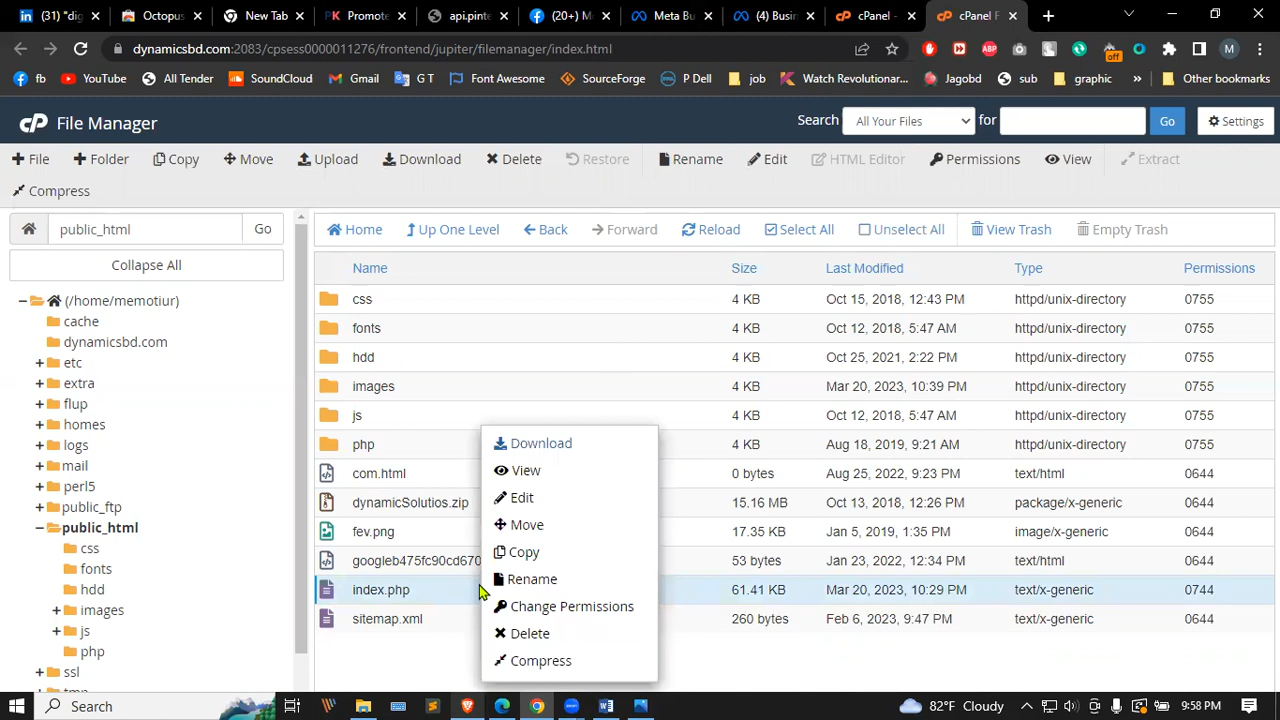 (31) "dig
Octopus
New Tab
Promote
api.pinte
(20+) Me
Meta Bu
(4) Busin
cPanel -
cPanel F
dynamicsbd.com:2083/cpsess0000011276/frontend/jupiter/filemanager/index.html
M
off
fb
YouTube
All Tender
SoundCloud
Gmail
G T
Font Awesome
SourceForge
P Dell
job
Watch Revolutionar...
Jagobd
sub
graphic
»
Other bookmarks
cP File Manager
Search
All Your Files
for
Go
Settings
File
Folder
Copy
Move
Upload
Download
Delete
Restore
Rename
Edit
HTML Editor
Permissions
View
Extract
Compress
public_html
Go
Home
Up One Level
Back
Forward
Reload
Select All
Unselect All
View Trash
Empty Trash
Collapse All
(/home/memotiur)
cache
dynamicsbd.com
etc
extra
flup
homes
logs
mail
perl5
public_ftp
public_html
css
fonts
hdd
images
js
php
ssl
Name Size Last Modified Type Permissions
css 4 KB Oct 15, 2018, 12:43 PM httpd/unix-directory 0755
fonts 4 KB Oct 12, 2018, 5:47 AM httpd/unix-directory 0755
hdd 4 KB Oct 25, 2021, 2:22 PM httpd/unix-directory 0755
images 4 KB Mar 20, 2023, 10:39 PM httpd/unix-directory 0755
js 4 KB Oct 12, 2018, 5:47 AM httpd/unix-directory 0755
php 4 KB Aug 18, 2019, 9:21 AM httpd/unix-directory 0755
com.html 0 bytes Aug 25, 2022, 9:23 PM text/html 0644
dynamicSolutios.zip 15.16 MB Oct 13, 2018, 12:26 PM package/x-generic 0644
fev.png 17.35 KB Jan 5, 2019, 1:35 PM image/x-generic 0644
googleb475fc90cd670 53 bytes Jan 23, 2022, 12:34 PM text/html 0644
index.php 61.41 KB Mar 20, 2023, 10:29 PM text/x-generic 0744
sitemap.xml 260 bytes Feb 6, 2023, 9:47 PM text/x-generic 0644
Download
View
Edit
Move
Copy
Rename
Change Permissions
Delete
Compress
Search
82°F Cloudy
9:58 PM